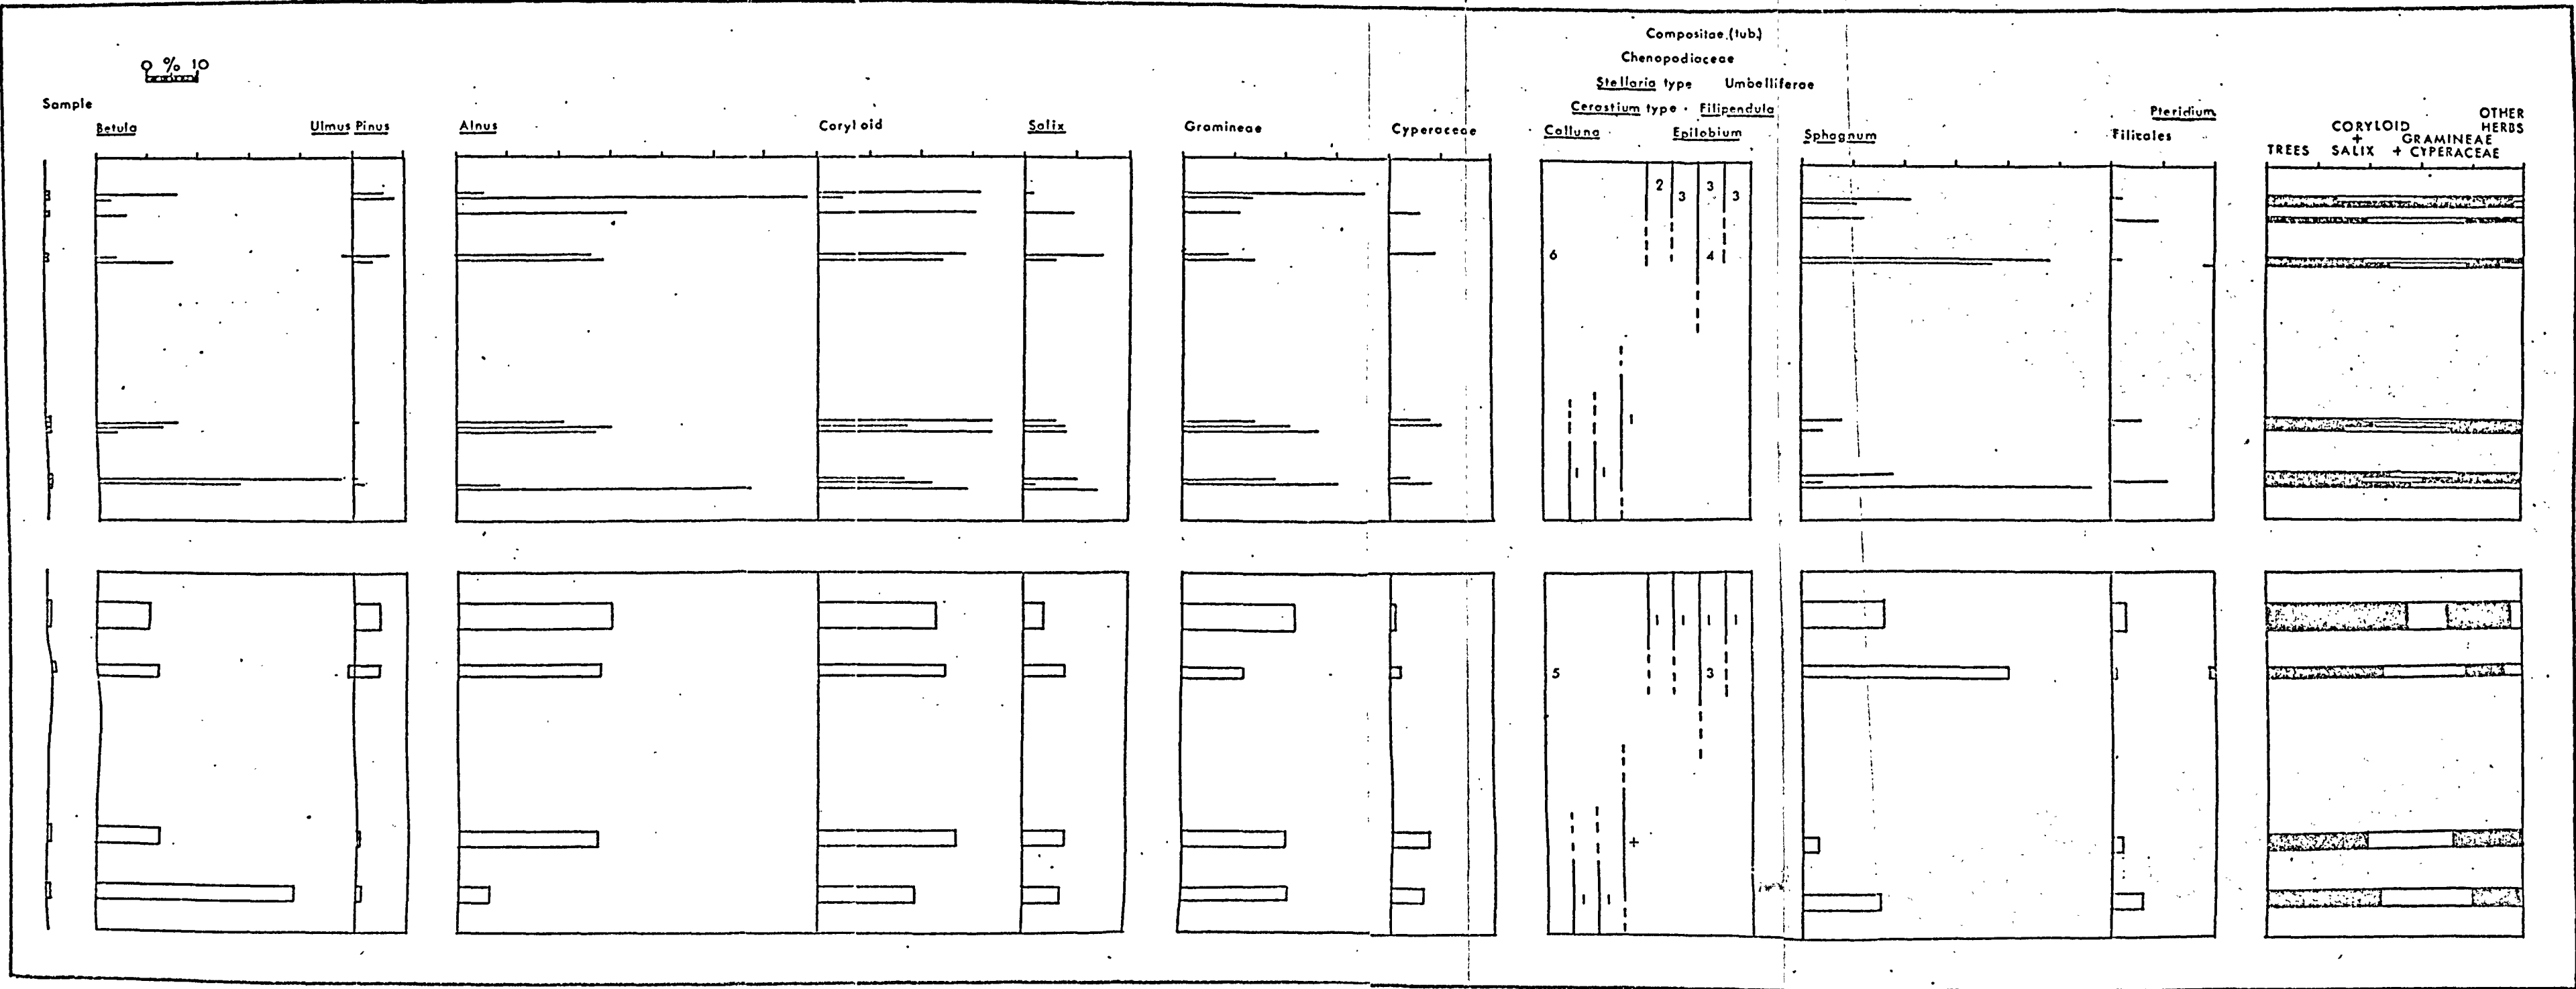 Compositae (tub.)
Chenopodiaceae
0 % 10
Stellaria type Umbelliferae
Sample
Cerastium type Filipendula
Pteridium
OTHER HERBS
Betula Ulmus Pinus Alnus Coryloid Salix Gramineae Cyperaceae Calluna Epilobium Sphagnum Filicales
CORYLOID + GRAMINEAE
TREES SALIX + CYPERACEAE
2 3 3 3
6 4
1
1 1
1 1 1 1
5 3
+
1 1